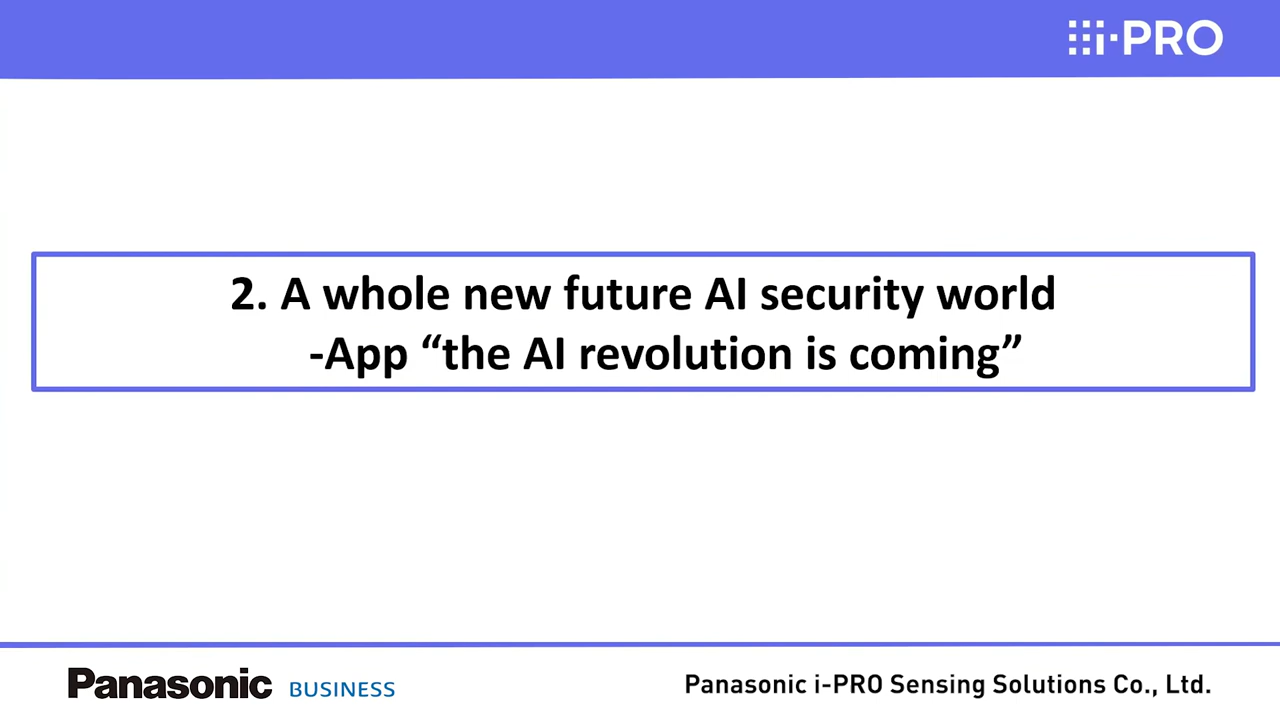 i-PRO
2. A whole new future AI security world
-App “the AI revolution is coming”
Panasonic BUSINESS
Panasonic i-PRO Sensing Solutions Co., Ltd.